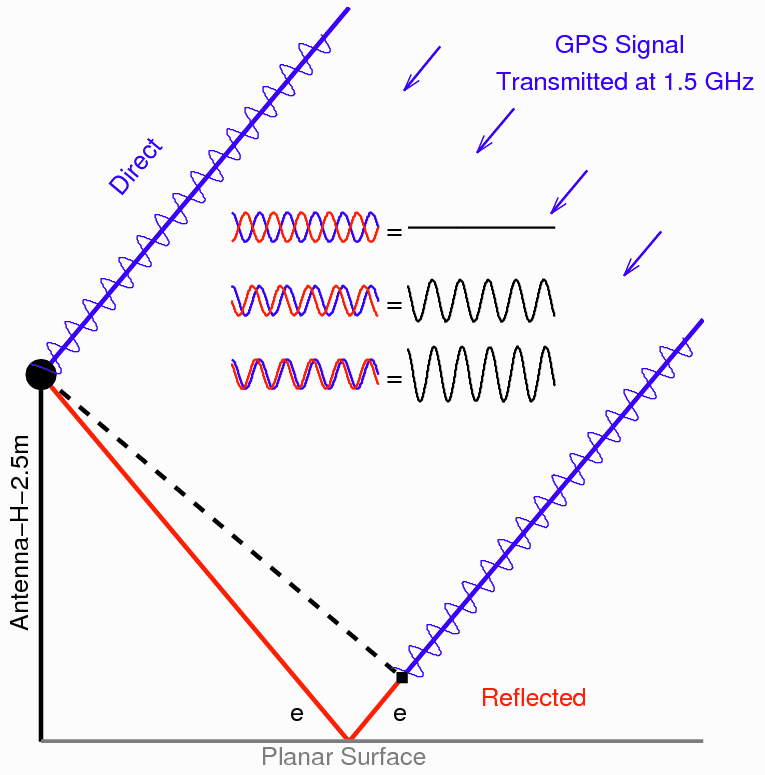 GPS Signal
Transmitted at 1.5 GHz
Direct
=
=
=
Antenna–H–2.5m
e
e
Reflected
Planar Surface